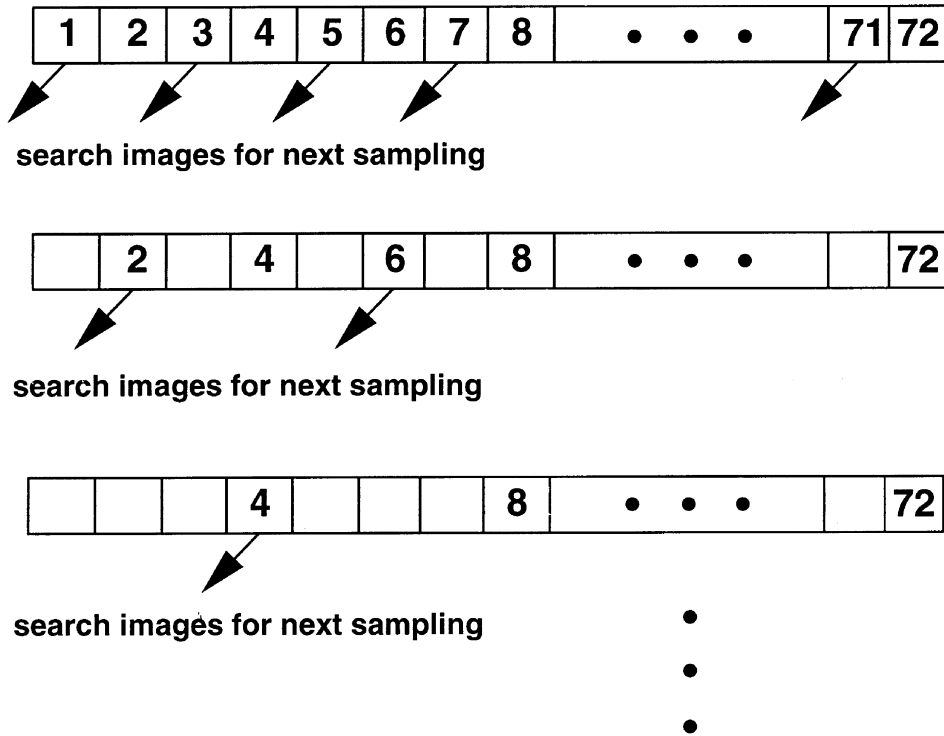 1 2 3 4 5 6 7 8 • • • 71 72
search images for next sampling
2 4 6 8 • • • 72
search images for next sampling
4 8 • • • 72
search images for next sampling